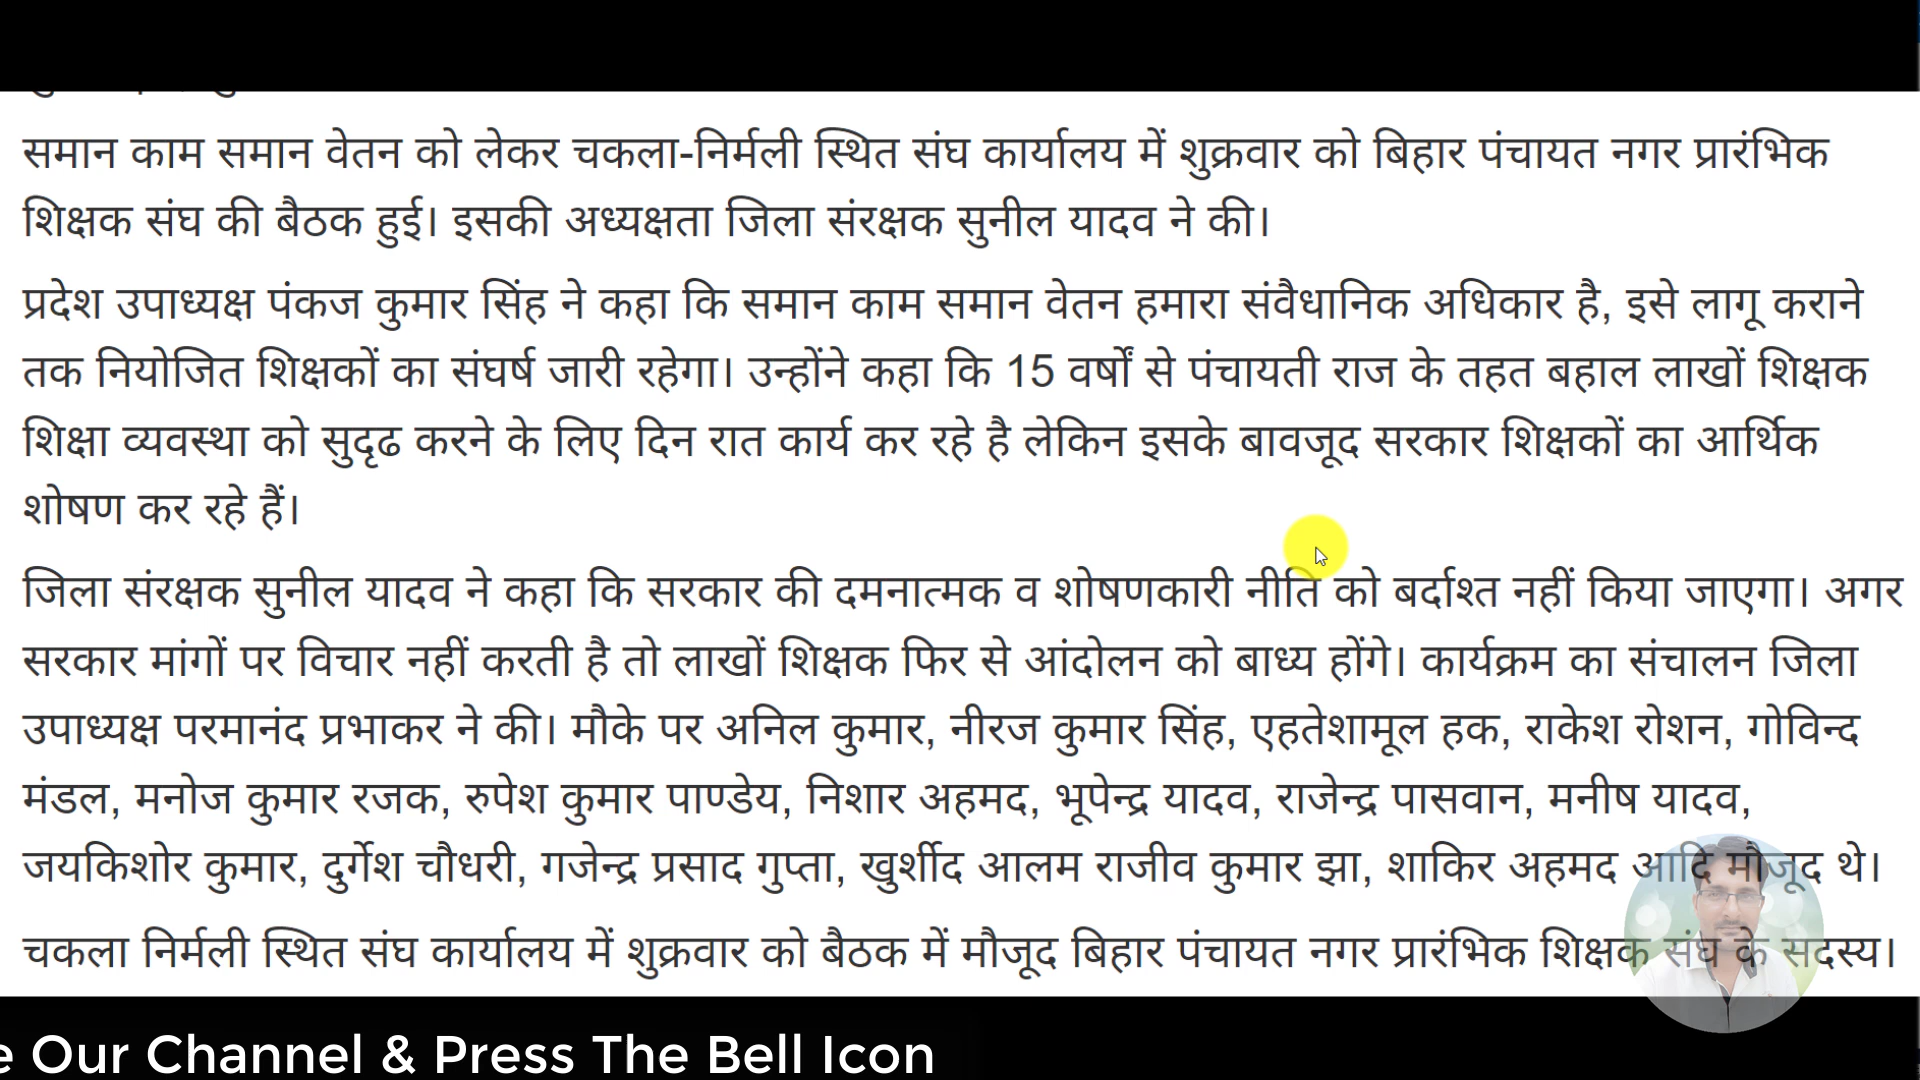 समान काम समान वेतन को लेकर चकला-निर्मली स्थित संघ कार्यालय में शुक्रवार को बिहार पंचायत नगर प्रारंभिक
शिक्षक संघ की बैठक हुई। इसकी अध्यक्षता जिला संरक्षक सुनील यादव ने की।
प्रदेश उपाध्यक्ष पंकज कुमार सिंह ने कहा कि समान काम समान वेतन हमारा संवैधानिक अधिकार है, इसे लागू कराने
तक नियोजित शिक्षकों का संघर्ष जारी रहेगा। उन्होंने कहा कि 15 वर्षों से पंचायती राज के तहत बहाल लाखों शिक्षक
शिक्षा व्यवस्था को सुदृढ करने के लिए दिन रात कार्य कर रहे है लेकिन इसके बावजूद सरकार शिक्षकों का आर्थिक
शोषण कर रहे हैं।
जिला संरक्षक सुनील यादव ने कहा कि सरकार की दमनात्मक व शोषणकारी नीति को बर्दाश्त नहीं किया जाएगा। अगर
सरकार मांगों पर विचार नहीं करती है तो लाखों शिक्षक फिर से आंदोलन को बाध्य होंगे। कार्यक्रम का संचालन जिला
उपाध्यक्ष परमानंद प्रभाकर ने की। मौके पर अनिल कुमार, नीरज कुमार सिंह, एहतेशामूल हक, राकेश रोशन, गोविन्द
मंडल, मनोज कुमार रजक, रुपेश कुमार पाण्डेय, निशार अहमद, भूपेन्द्र यादव, राजेन्द्र पासवान, मनीष यादव,
जयकिशोर कुमार, दुर्गेश चौधरी, गजेन्द्र प्रसाद गुप्ता, खुर्शीद आलम राजीव कुमार झा, शाकिर अहमद आदि मौजूद थे।
चकला निर्मली स्थित संघ कार्यालय में शुक्रवार को बैठक में मौजूद बिहार पंचायत नगर प्रारंभिक शिक्षक संघ के सदस्य।
Our Channel & Press The Bell Icon